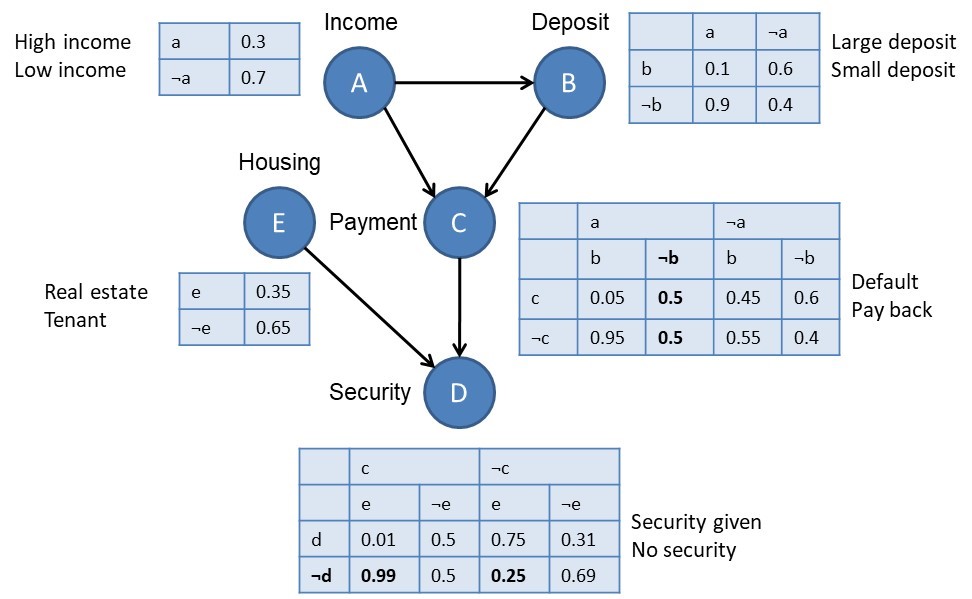 Income
Deposit
High income
Low income
a 0.3
¬a 0.7
A
B
a ¬a
b 0.1 0.6
¬b 0.9 0.4
Large deposit
Small deposit
Housing
E
Payment
C
Real estate
Tenant
e 0.35
¬e 0.65
a ¬a
b ¬b b ¬b
c 0.05 0.5 0.45 0.6
¬c 0.95 0.5 0.55 0.4
Default
Pay back
Security
D
c ¬c
e ¬e e ¬e
d 0.01 0.5 0.75 0.31
¬d 0.99 0.5 0.25 0.69
Security given
No security